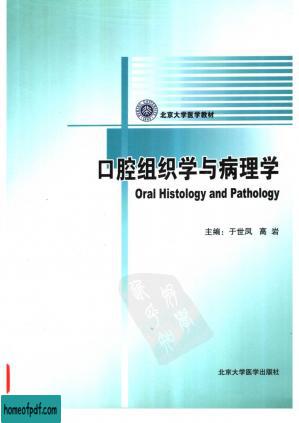 北京大学医学教材
口腔组织学与病理学
Oral Histology and Pathology
主编：于世凤 高岩
北京大学医学出版社
homeofpdf.com